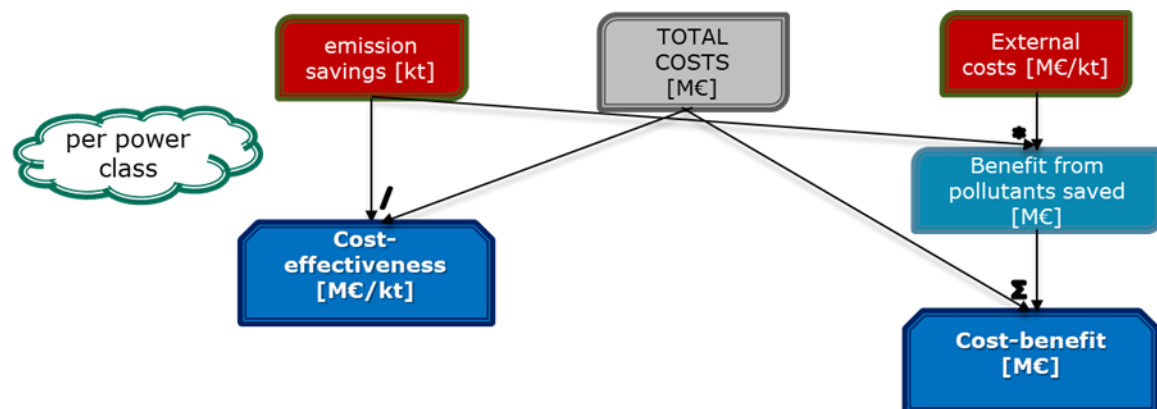 emission
savings [kt]
TOTAL
COSTS
[M€]
External
costs [M€/kt]
per power
class
*
Benefit from
pollutants saved
[M€]
/
Cost-
effectiveness
[M€/kt]
Σ
Cost-benefit
[M€]